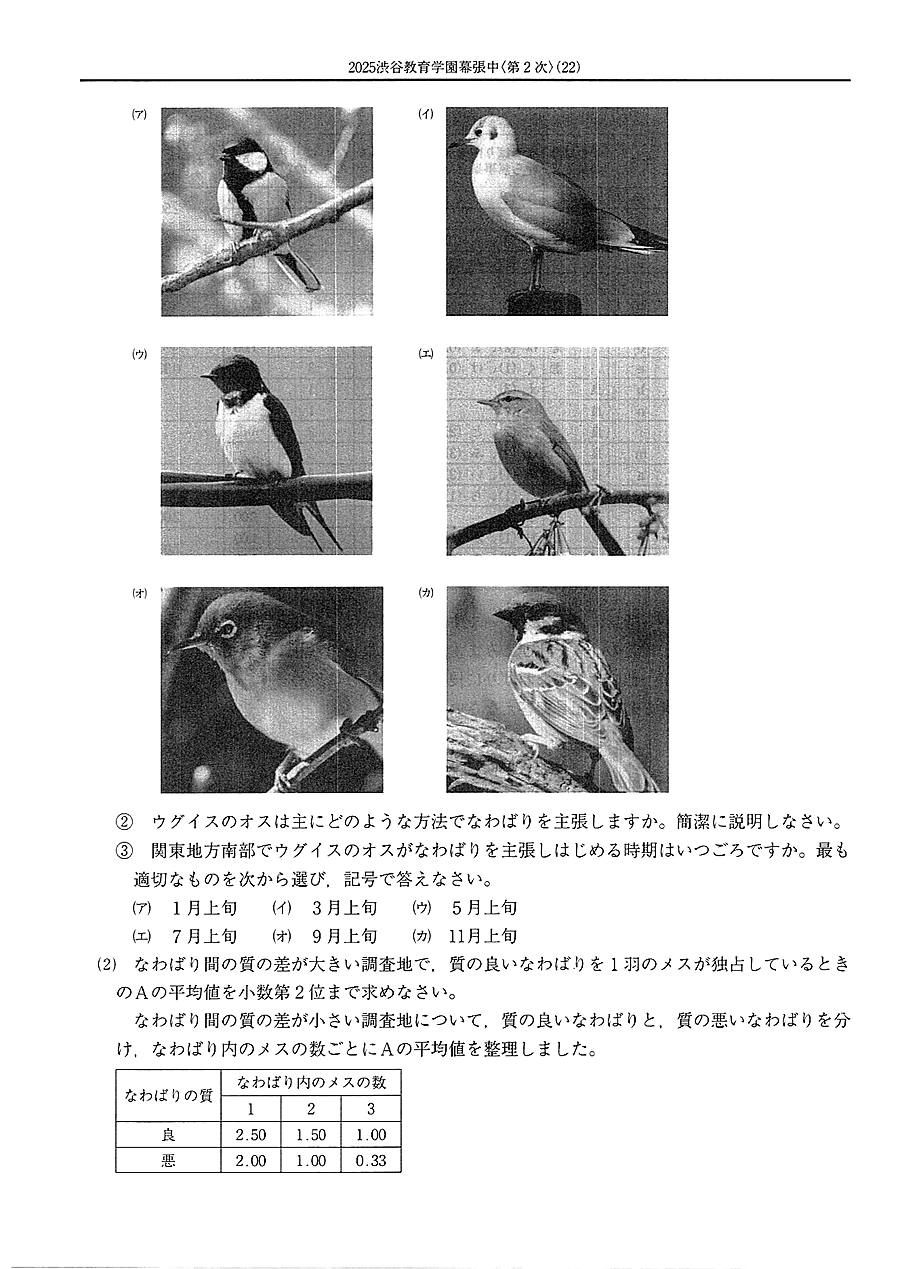 2025渋谷教育学園幕張中〈第2次〉(22)
(ア)
(イ)
(ウ)
(エ)
(オ)
(カ)
② ウグイスのオスは主にどのような方法でなわばりを主張しますか。簡潔に説明しなさい。
③ 関東地方南部でウグイスのオスがなわばりを主張しはじめる時期はいつごろですか。最も
適切なものを次から選び，記号で答えなさい。
(ア) 1月上旬 (イ) 3月上旬 (ウ) 5月上旬
(エ) 7月上旬 (オ) 9月上旬 (カ) 11月上旬
(2) なわばり間の質の差が大きい調査地で，質の良いなわばりを1羽のメスが独占しているとき
のAの平均値を小数第2位まで求めなさい。
なわばり間の質の差が小さい調査地について，質の良いなわばりと，質の悪いなわばりを分
け，なわばり内のメスの数ごとにAの平均値を整理しました。
なわばりの質 なわばり内のメスの数
1 2 3
良 2.50 1.50 1.00
悪 2.00 1.00 0.33